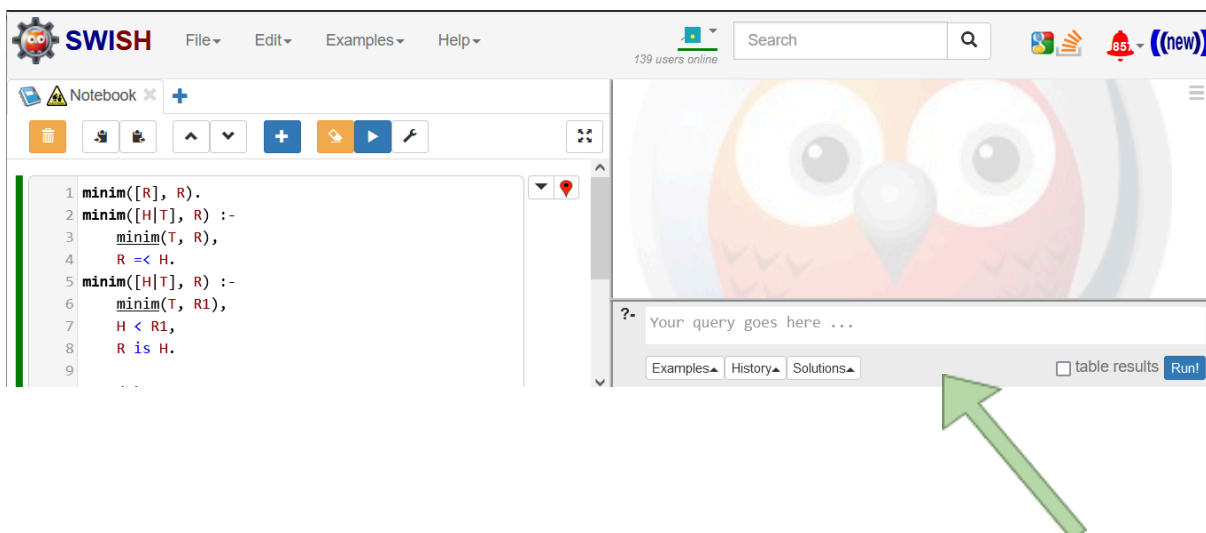 SWISH File Edit Examples Help 139 users online Search 857 ((new))
Notebook
1 minim([R], R).
2 minim([H|T], R) :-
3 minim(T, R),
4 R =< H.
5 minim([H|T], R) :-
6 minim(T, R1),
7 H < R1,
8 R is H.
9
?- Your query goes here ...
Examples History Solutions table results Run!